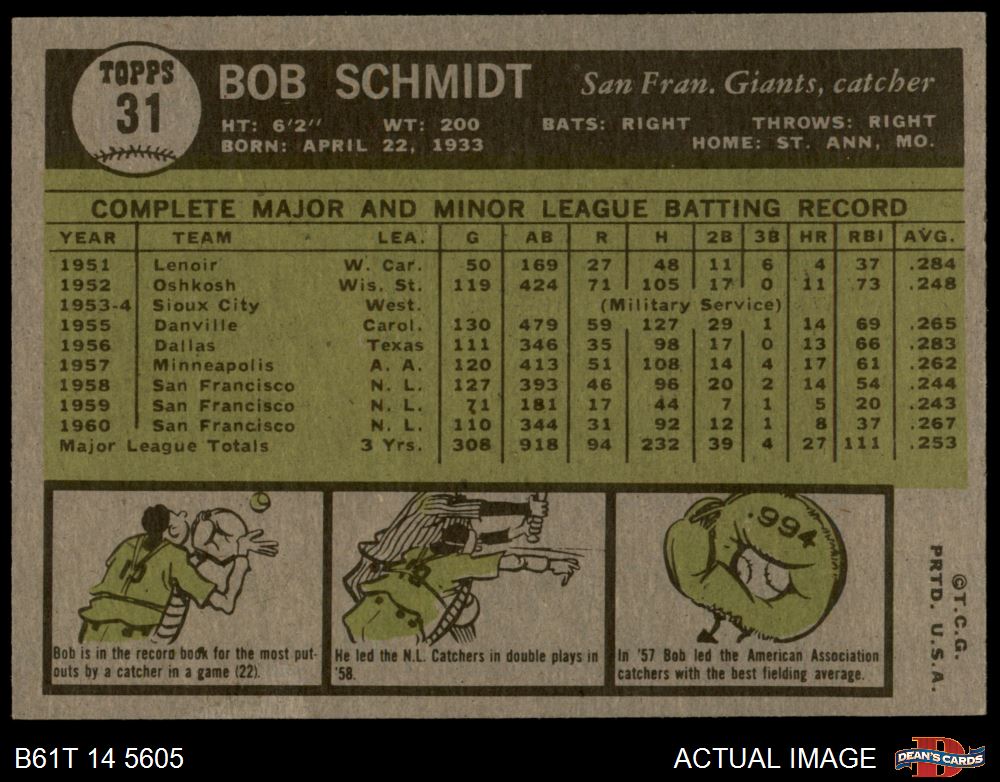 TOPPS
31
BOB SCHMIDT
San Fran. Giants, catcher
HT: 6'2" WT: 200 BATS: RIGHT THROWS: RIGHT
BORN: APRIL 22, 1933 HOME: ST. ANN, MO.
COMPLETE MAJOR AND MINOR LEAGUE BATTING RECORD
YEAR TEAM LEA. G AB R H 2B 3B HR RBI AVG.
1951 Lenoir W. Car. 50 169 27 48 11 6 4 37 .284
1952 Oshkosh Wis. St. 119 424 71 105 17 0 11 73 .248
1953-4 Sioux City West. (Military Service)
1955 Danville Carol. 130 479 59 127 29 1 14 69 .265
1956 Dallas Texas 111 346 35 98 17 0 13 66 .283
1957 Minneapolis A. A. 120 413 51 108 14 4 17 61 .262
1958 San Francisco N. L. 127 393 46 96 20 2 14 54 .244
1959 San Francisco N. L. 71 181 17 44 7 1 5 20 .243
1960 San Francisco N. L. 110 344 31 92 12 1 8 37 .267
Major League Totals 3 Yrs. 308 918 94 232 39 4 27 111 .253
Bob is in the record book for the most put-
outs by a catcher in a game (22).
He led the N.L. Catchers in double plays in
'58.
.994
In '57 Bob led the American Association
catchers with the best fielding average.
©T.C.G.
PRTD. U.S.A.
B61T 14 5605
ACTUAL IMAGE
D
DEAN'S CARDS